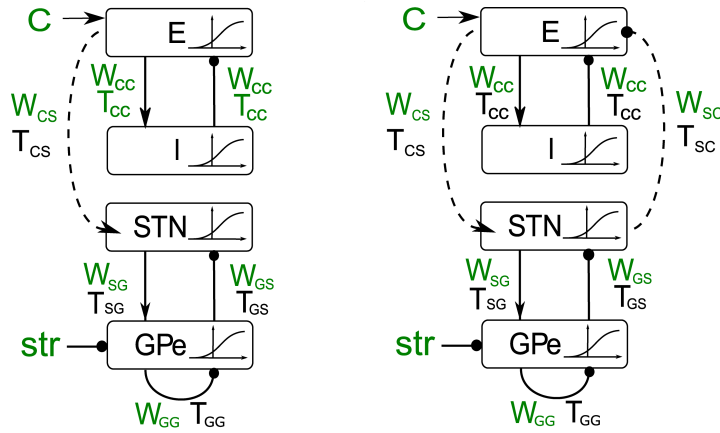 C
E
W_CC
T_CC
W_CC
T_CC
W_CS
T_CS
I
STN
W_SG
T_SG
W_GS
T_GS
str
GPe
W_GG
T_GG
C
E
W_CC
T_CC
W_CC
T_CC
W_CS
T_CS
W_SC
T_SC
I
STN
W_SG
T_SG
W_GS
T_GS
str
GPe
W_GG
T_GG